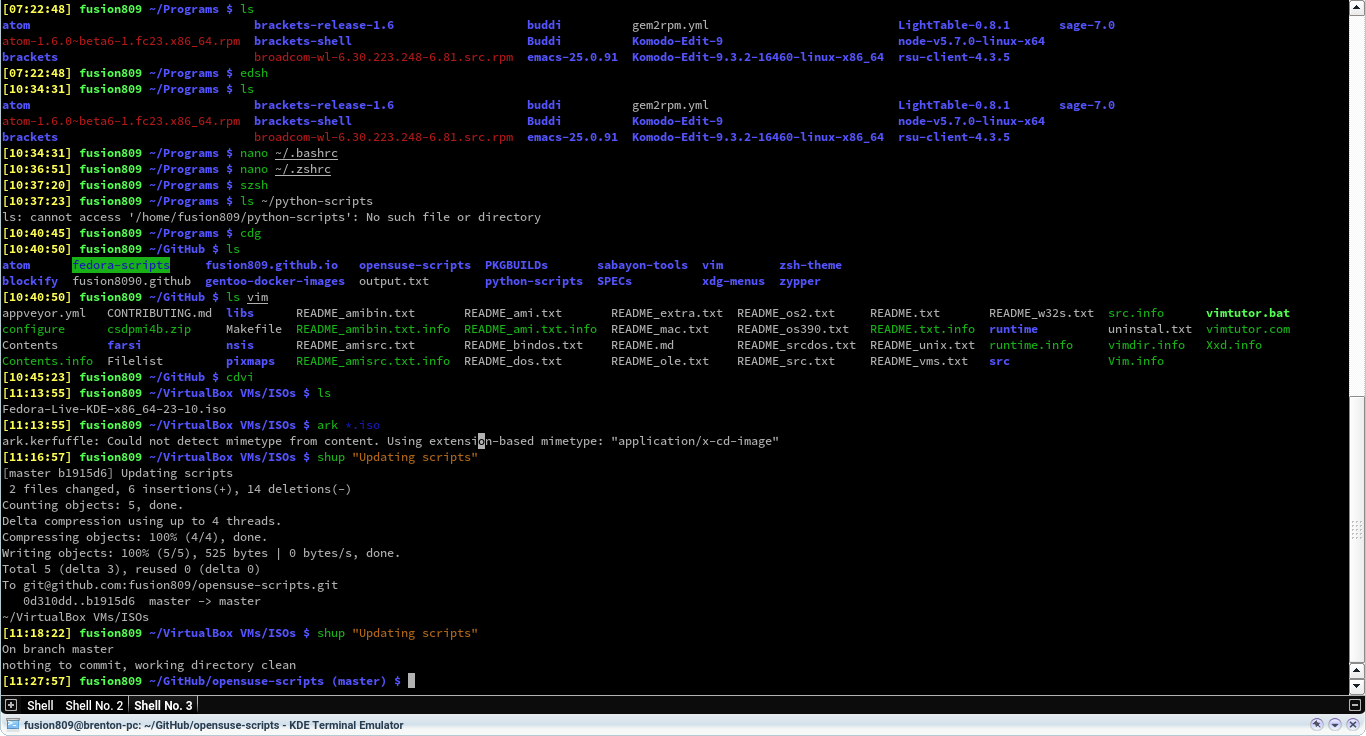 [07:22:48] fusion809 ~/Programs $ ls
atom brackets-release-1.6 buddi gem2rpm.yml LightTable-0.8.1 sage-7.0
atom-1.6.0~beta6-1.fc23.x86_64.rpm brackets-shell Buddi Komodo-Edit-9 node-v5.7.0-linux-x64
brackets broadcom-wl-6.30.223.248-6.81.src.rpm emacs-25.0.91 Komodo-Edit-9.3.2-16460-linux-x86_64 rsu-client-4.3.5
[07:22:48] fusion809 ~/Programs $ edsh
[10:34:31] fusion809 ~/Programs $ ls
atom brackets-release-1.6 buddi gem2rpm.yml LightTable-0.8.1 sage-7.0
atom-1.6.0~beta6-1.fc23.x86_64.rpm brackets-shell Buddi Komodo-Edit-9 node-v5.7.0-linux-x64
brackets broadcom-wl-6.30.223.248-6.81.src.rpm emacs-25.0.91 Komodo-Edit-9.3.2-16460-linux-x86_64 rsu-client-4.3.5
[10:34:31] fusion809 ~/Programs $ nano ~/.bashrc
[10:36:51] fusion809 ~/Programs $ nano ~/.zshrc
[10:37:20] fusion809 ~/Programs $ szsh
[10:37:23] fusion809 ~/Programs $ ls ~/python-scripts
ls: cannot access '/home/fusion809/python-scripts': No such file or directory
[10:40:45] fusion809 ~/Programs $ cdg
[10:40:50] fusion809 ~/GitHub $ ls
atom fedora-scripts fusion809.github.io opensuse-scripts PKGBUILDs sabayon-tools vim zsh-theme
blockify fusion8090.github gentoo-docker-images output.txt python-scripts SPECs xdg-menus zypper
[10:40:50] fusion809 ~/GitHub $ ls vim
appveyor.yml CONTRIBUTING.md libs README_amibin.txt README_ami.txt README_extra.txt README_os2.txt README.txt README_w32s.txt src.info vimtutor.bat
configure csdpmi4b.zip Makefile README_amibin.txt.info README_ami.txt.info README_mac.txt README_os390.txt README.txt.info runtime uninstal.txt vimtutor.com
Contents farsi nsis README_amisrc.txt README_bindos.txt README.md README_srcdos.txt README_unix.txt runtime.info vimdir.info Xxd.info
Contents.info Filelist pixmaps README_amisrc.txt.info README_dos.txt README_ole.txt README_src.txt README_vms.txt src Vim.info
[10:45:23] fusion809 ~/GitHub $ cdvi
[11:13:55] fusion809 ~/VirtualBox VMs/ISOs $ ls
Fedora-Live-KDE-x86_64-23-10.iso
[11:13:55] fusion809 ~/VirtualBox VMs/ISOs $ ark *.iso
ark.kerfuffle: Could not detect mimetype from content. Using extension-based mimetype: "application/x-cd-image"
[11:16:57] fusion809 ~/VirtualBox VMs/ISOs $ shup "Updating scripts"
[master b1915d6] Updating scripts
2 files changed, 6 insertions(+), 14 deletions(-)
Counting objects: 5, done.
Delta compression using up to 4 threads.
Compressing objects: 100% (4/4), done.
Writing objects: 100% (5/5), 525 bytes | 0 bytes/s, done.
Total 5 (delta 3), reused 0 (delta 0)
To git@github.com:fusion809/opensuse-scripts.git
0d310dd..b1915d6 master -> master
~/VirtualBox VMs/ISOs
[11:18:22] fusion809 ~/VirtualBox VMs/ISOs $ shup "Updating scripts"
On branch master
nothing to commit, working directory clean
[11:27:57] fusion809 ~/GitHub/opensuse-scripts (master) $
Shell Shell No. 2 Shell No. 3
fusion809@brenton-pc: ~/GitHub/opensuse-scripts - KDE Terminal Emulator